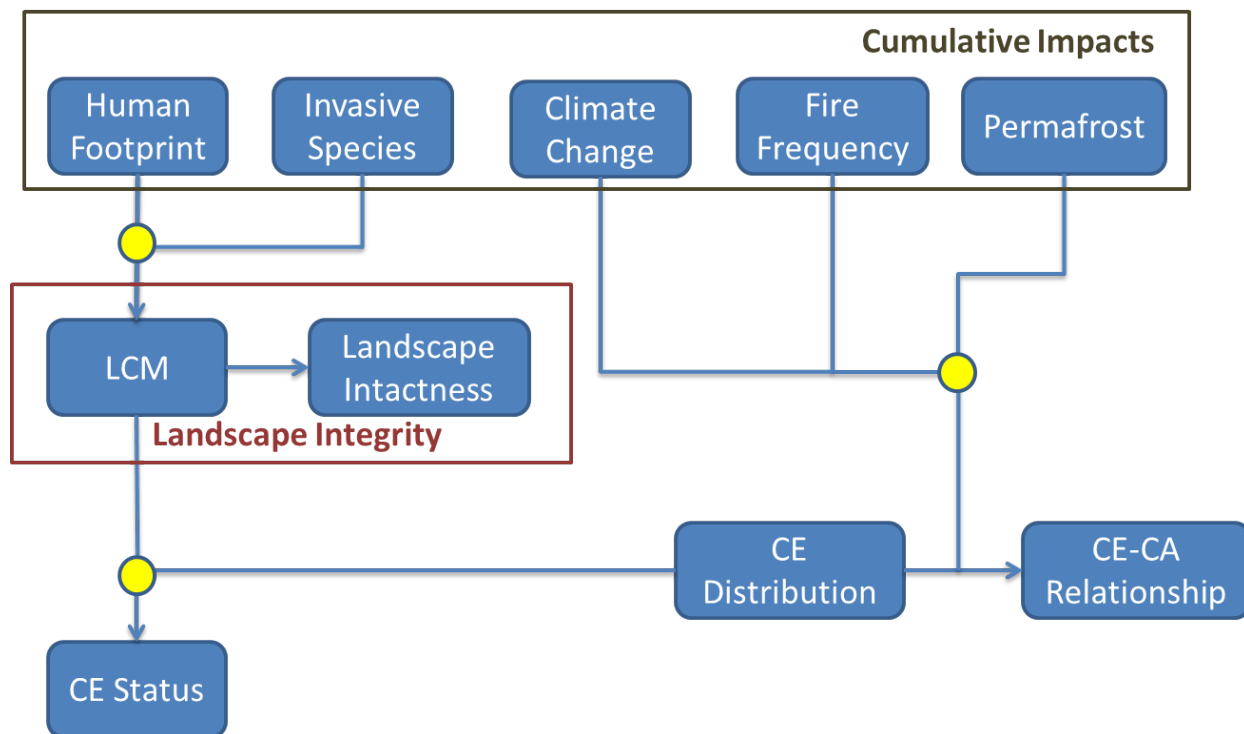 Cumulative Impacts
Human
Footprint
Invasive
Species
Climate
Change
Fire
Frequency
Permafrost
LCM
Landscape
Intactness
Landscape Integrity
CE
Distribution
CE-CA
Relationship
CE Status